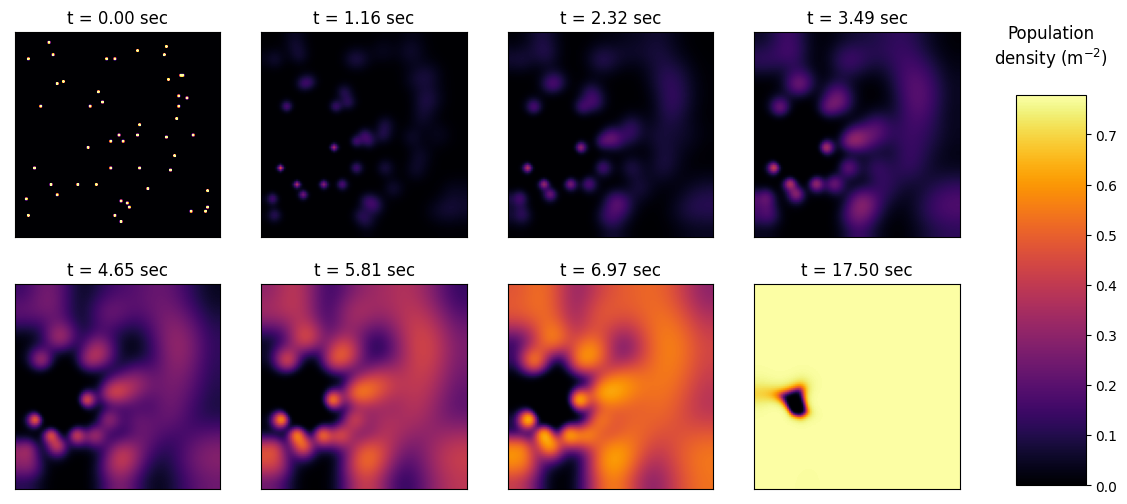 t = 0.00 sec
t = 1.16 sec
t = 2.32 sec
t = 3.49 sec
Population
density (m⁻²)
t = 4.65 sec
t = 5.81 sec
t = 6.97 sec
t = 17.50 sec
0.7
0.6
0.5
0.4
0.3
0.2
0.1
0.0